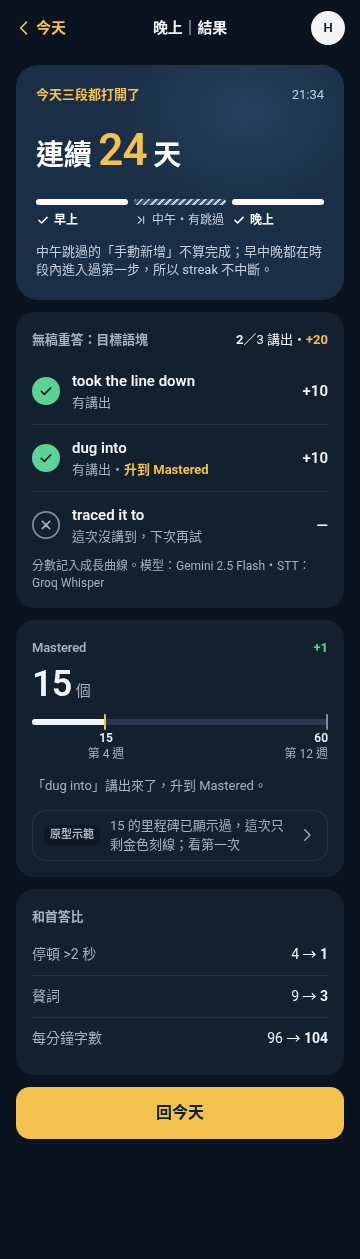 今天
晚上｜結果
H
今天三段都打開了
21:34
連續 24 天
早上
中午・有跳過
晚上
中午跳過的「手動新增」不算完成；早中晚都在時
段內進入過第一步，所以 streak 不中斷。
無稿重答：目標語塊
2／3 講出・+20
took the line down
有講出
+10
dug into
有講出・升到 Mastered
+10
traced it to
這次沒講到，下次再試
—
分數記入成長曲線。模型：Gemini 2.5 Flash・STT：
Groq Whisper
Mastered
+1
15 個
15
第 4 週
60
第 12 週
「dug into」講出來了，升到 Mastered。
原型示範
15 的里程碑已顯示過，這次只
剩金色刻線；看第一次
和首答比
停頓 >2 秒
4 → 1
贅詞
9 → 3
每分鐘字數
96 → 104
回今天